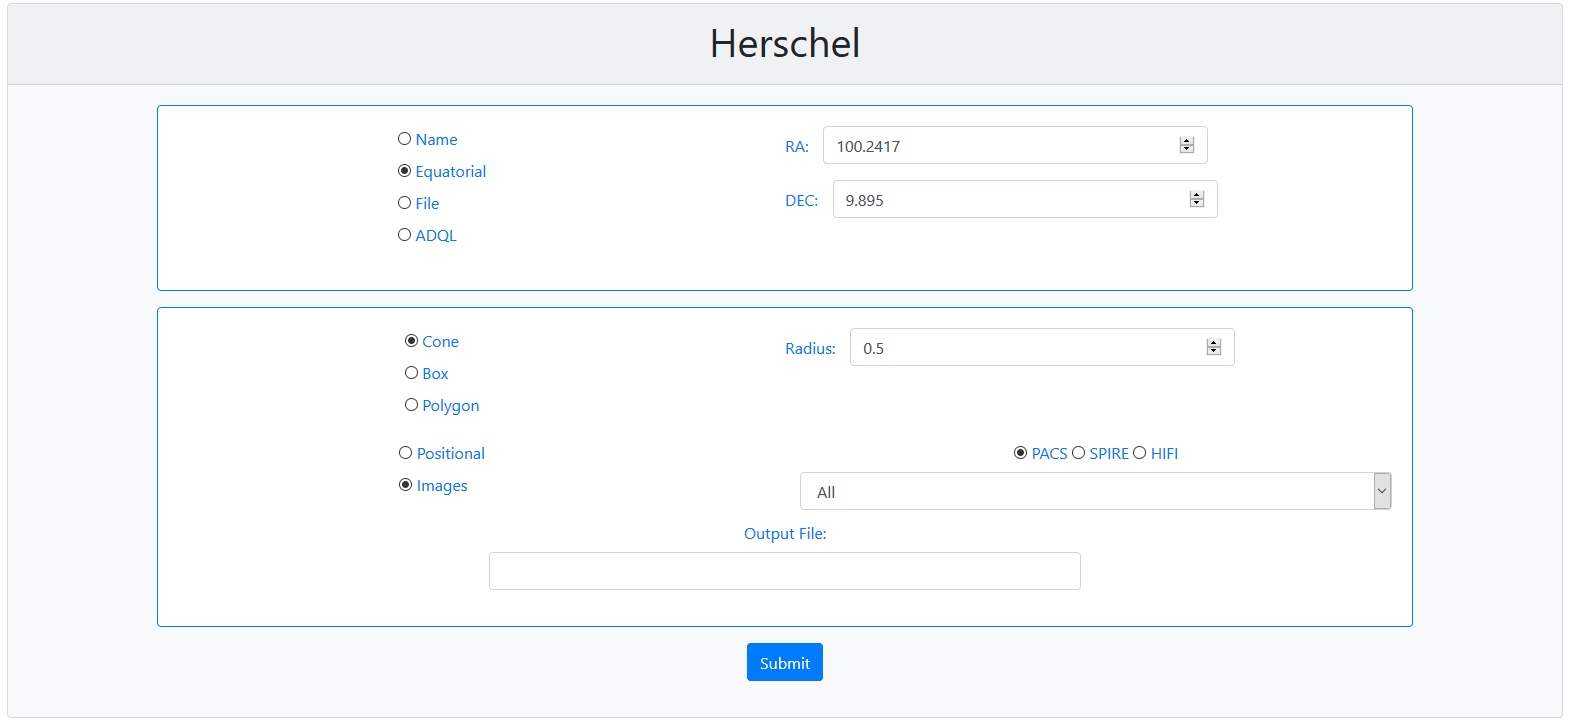 Herschel
Name
Equatorial
File
ADQL
RA: 100.2417
DEC: 9.895
Cone
Box
Polygon
Radius: 0.5
Positional
Images
PACS SPIRE HIFI
All
Output File:
Submit